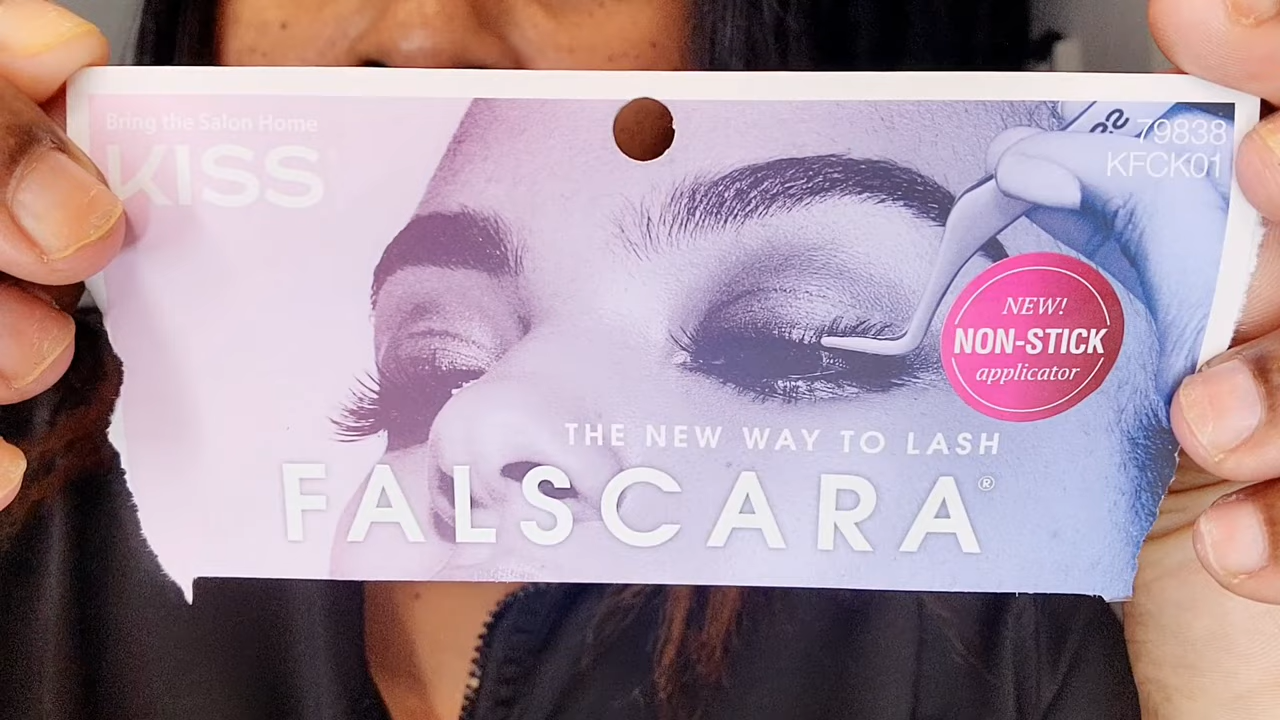 Bring the Salon Home
KISS
79838
KFCK01
NEW!
NON-STICK
applicator
THE NEW WAY TO LASH
FALSCARA®